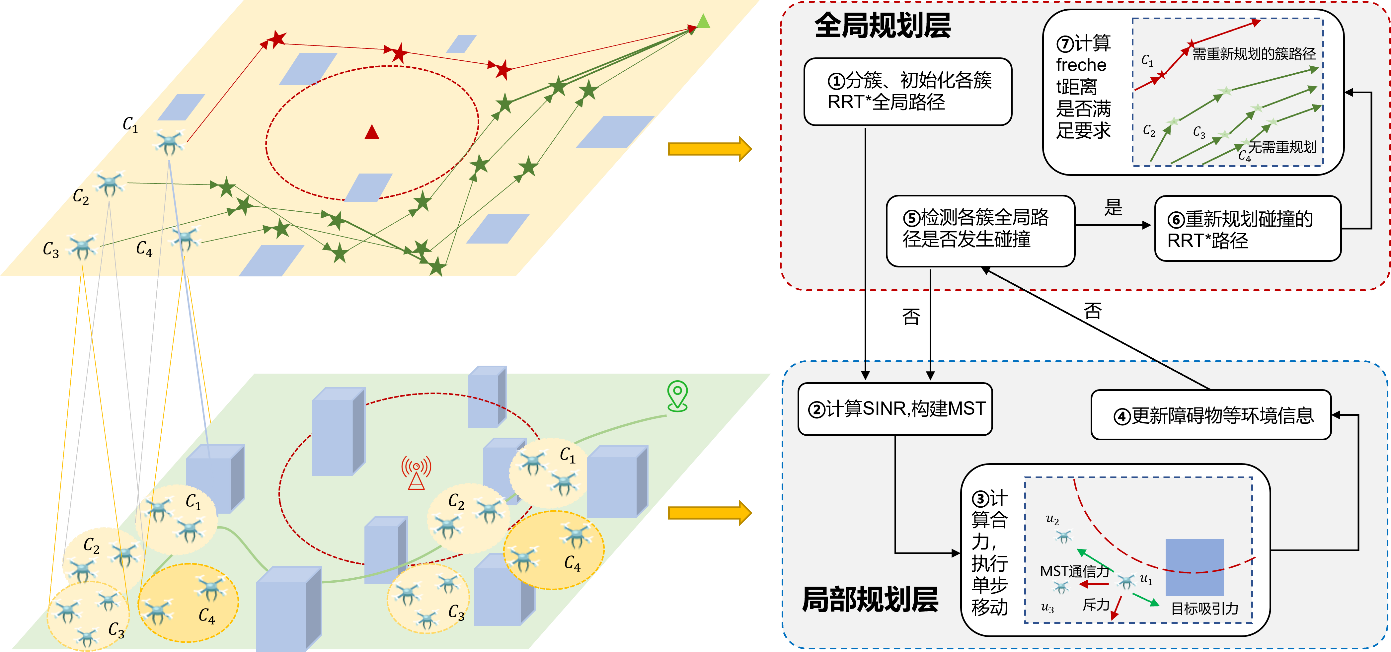 C₁
C₂
C₃
C₄
C₁
C₂
C₃
C₄
C₁
C₂
C₃
C₄
全局规划层
①分簇、初始化各簇
RRT*全局路径
⑦计算
freche
t距离
是否满
足要求
需重新规划的簇路径
C₁
C₂
C₃
C₄
无需重规划
⑤检测各簇全局路
径是否发生碰撞
是
⑥重新规划碰撞的
RRT*路径
否
否
②计算SINR,构建MST
④更新障碍物等环境信息
③计
算合
力，
执行
单步
移动
u₂
MST通信力
u₁
u₃
斥力
目标吸引力
局部规划层